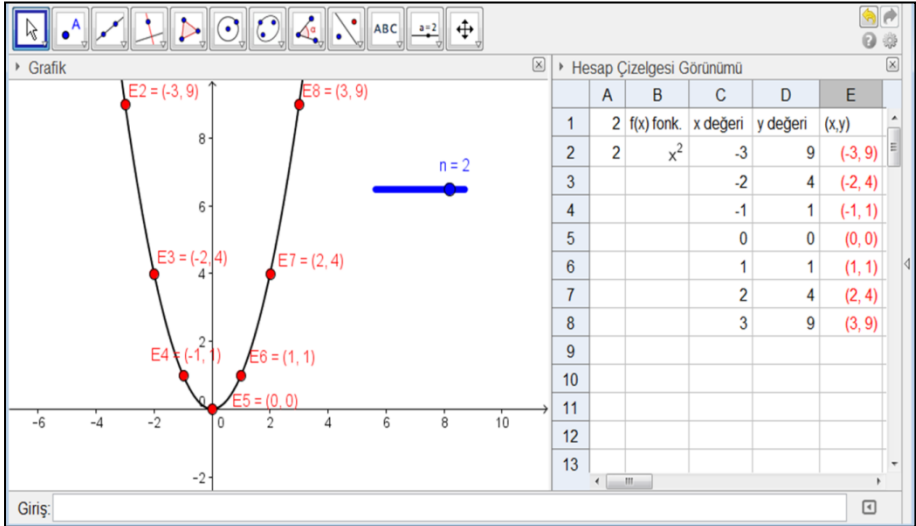 A
α
ABC
a=2
Grafik
Hesap Çizelgesi Görünümü
E2 = (-3, 9)
E8 = (3, 9)
8
n = 2
6
E3 = (-2, 4)
E7 = (2, 4)
4
2
E4 = (-1, 1)
E6 = (1, 1)
0
E5 = (0, 0)
-6 -4 -2 0 2 4 6 8 10
-2
A B C D E
1 2 f(x) fonk. x değeri y değeri (x,y)
2 2 x² -3 9 (-3, 9)
3 -2 4 (-2, 4)
4 -1 1 (-1, 1)
5 0 0 (0, 0)
6 1 1 (1, 1)
7 2 4 (2, 4)
8 3 9 (3, 9)
9
10
11
12
13
Giriş: